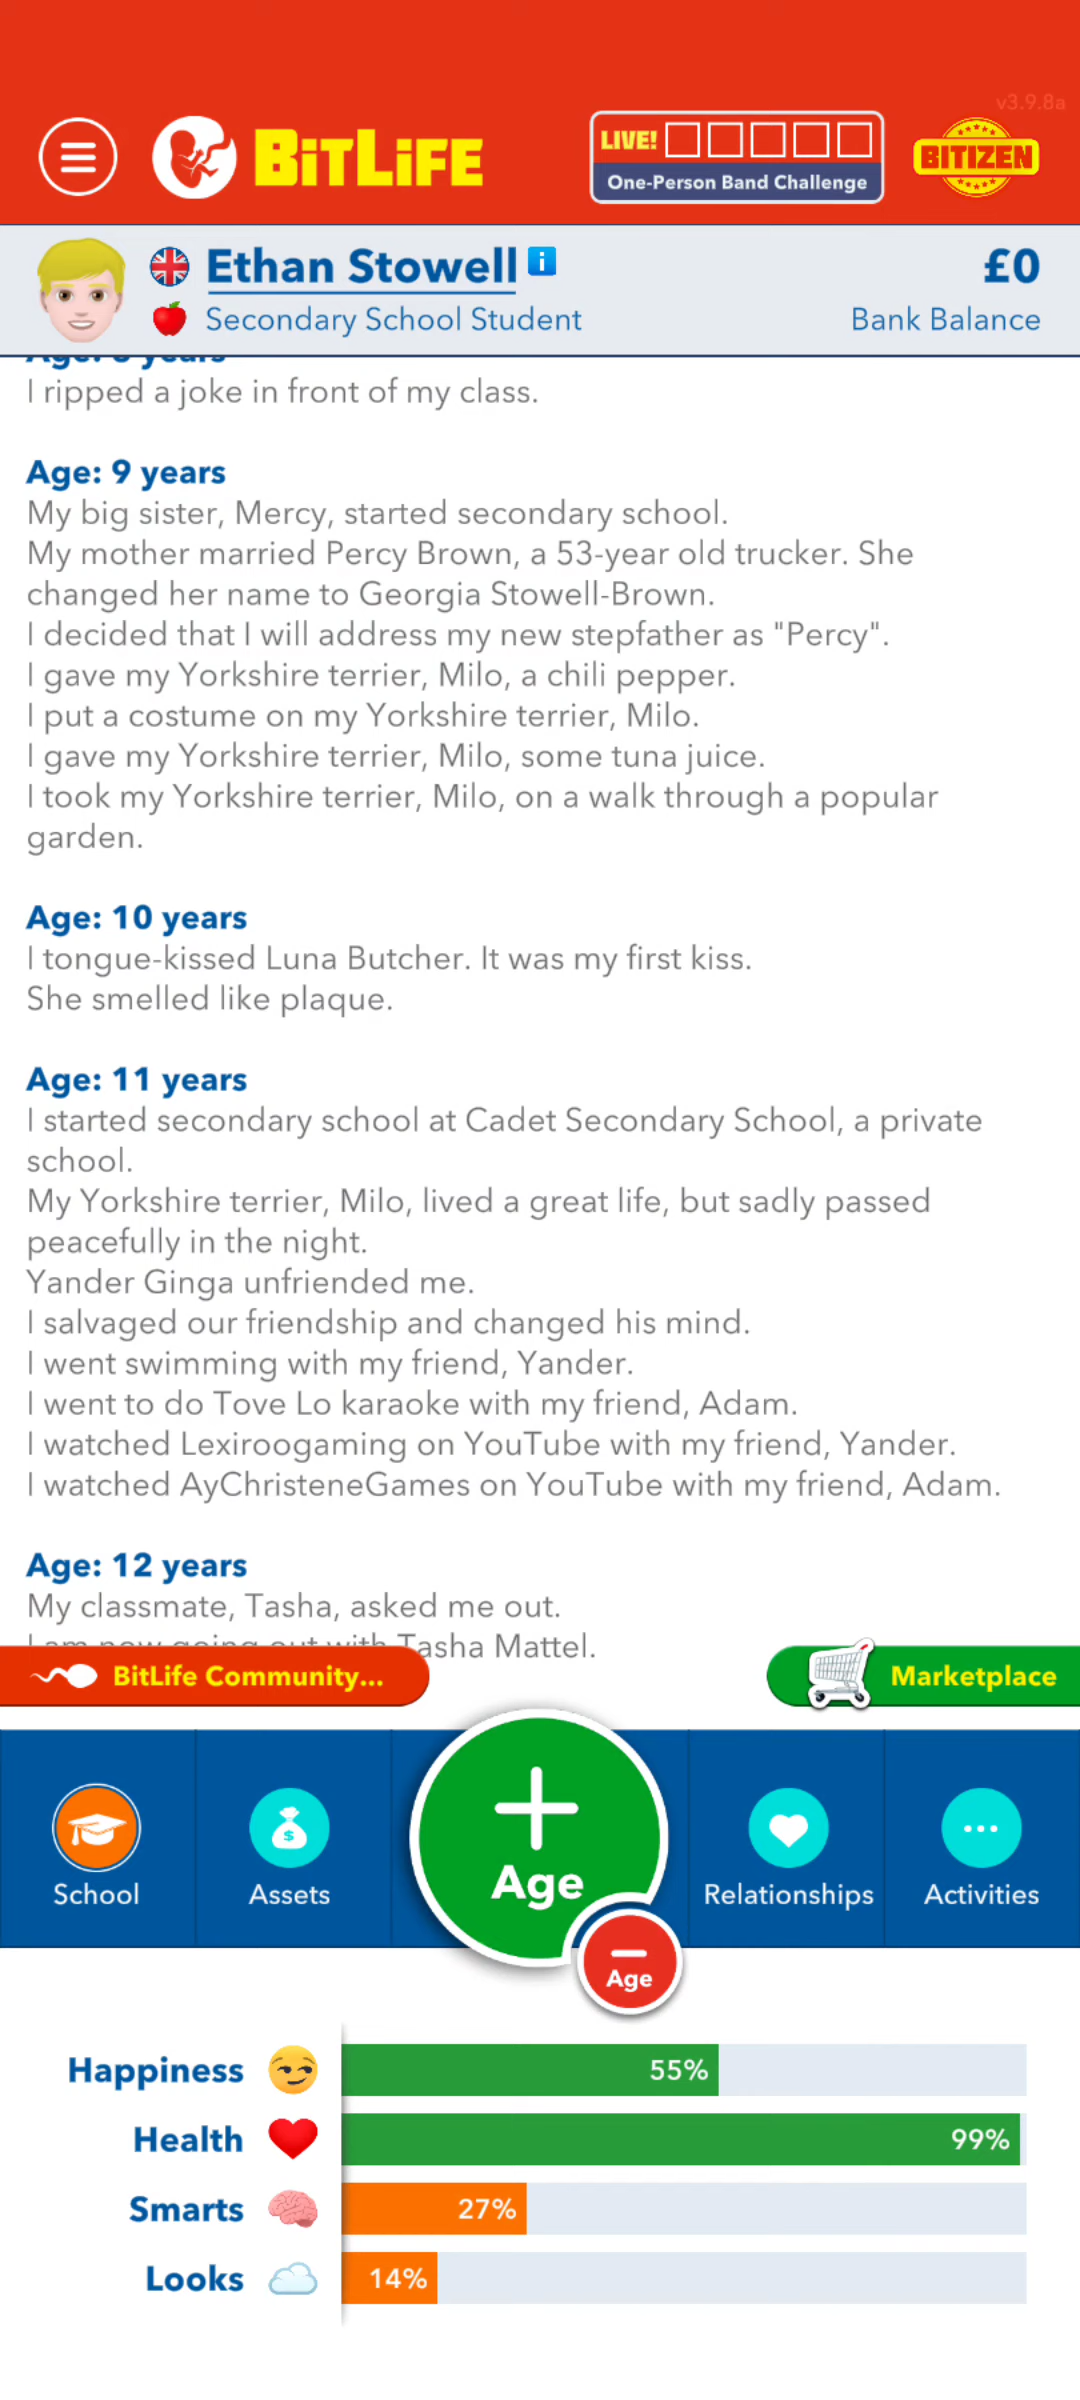 v3.9.8a
BitLiFE
LIVE!
One-Person Band Challenge
BITIZEN
Ethan Stowell
£0
Secondary School Student
Bank Balance
Age: 8 years
I ripped a joke in front of my class.
Age: 9 years
My big sister, Mercy, started secondary school.
My mother married Percy Brown, a 53-year old trucker. She
changed her name to Georgia Stowell-Brown.
I decided that I will address my new stepfather as "Percy".
I gave my Yorkshire terrier, Milo, a chili pepper.
I put a costume on my Yorkshire terrier, Milo.
I gave my Yorkshire terrier, Milo, some tuna juice.
I took my Yorkshire terrier, Milo, on a walk through a popular
garden.
Age: 10 years
I tongue-kissed Luna Butcher. It was my first kiss.
She smelled like plaque.
Age: 11 years
I started secondary school at Cadet Secondary School, a private
school.
My Yorkshire terrier, Milo, lived a great life, but sadly passed
peacefully in the night.
Yander Ginga unfriended me.
I salvaged our friendship and changed his mind.
I went swimming with my friend, Yander.
I went to do Tove Lo karaoke with my friend, Adam.
I watched Lexiroogaming on YouTube with my friend, Yander.
I watched AyChristeneGames on YouTube with my friend, Adam.
Age: 12 years
My classmate, Tasha, asked me out.
I am now going out with Tasha Mattel.
BitLife Community...
Marketplace
School
Assets
Age
Age
Relationships
Activities
Happiness
55%
Health
99%
Smarts
27%
Looks
14%